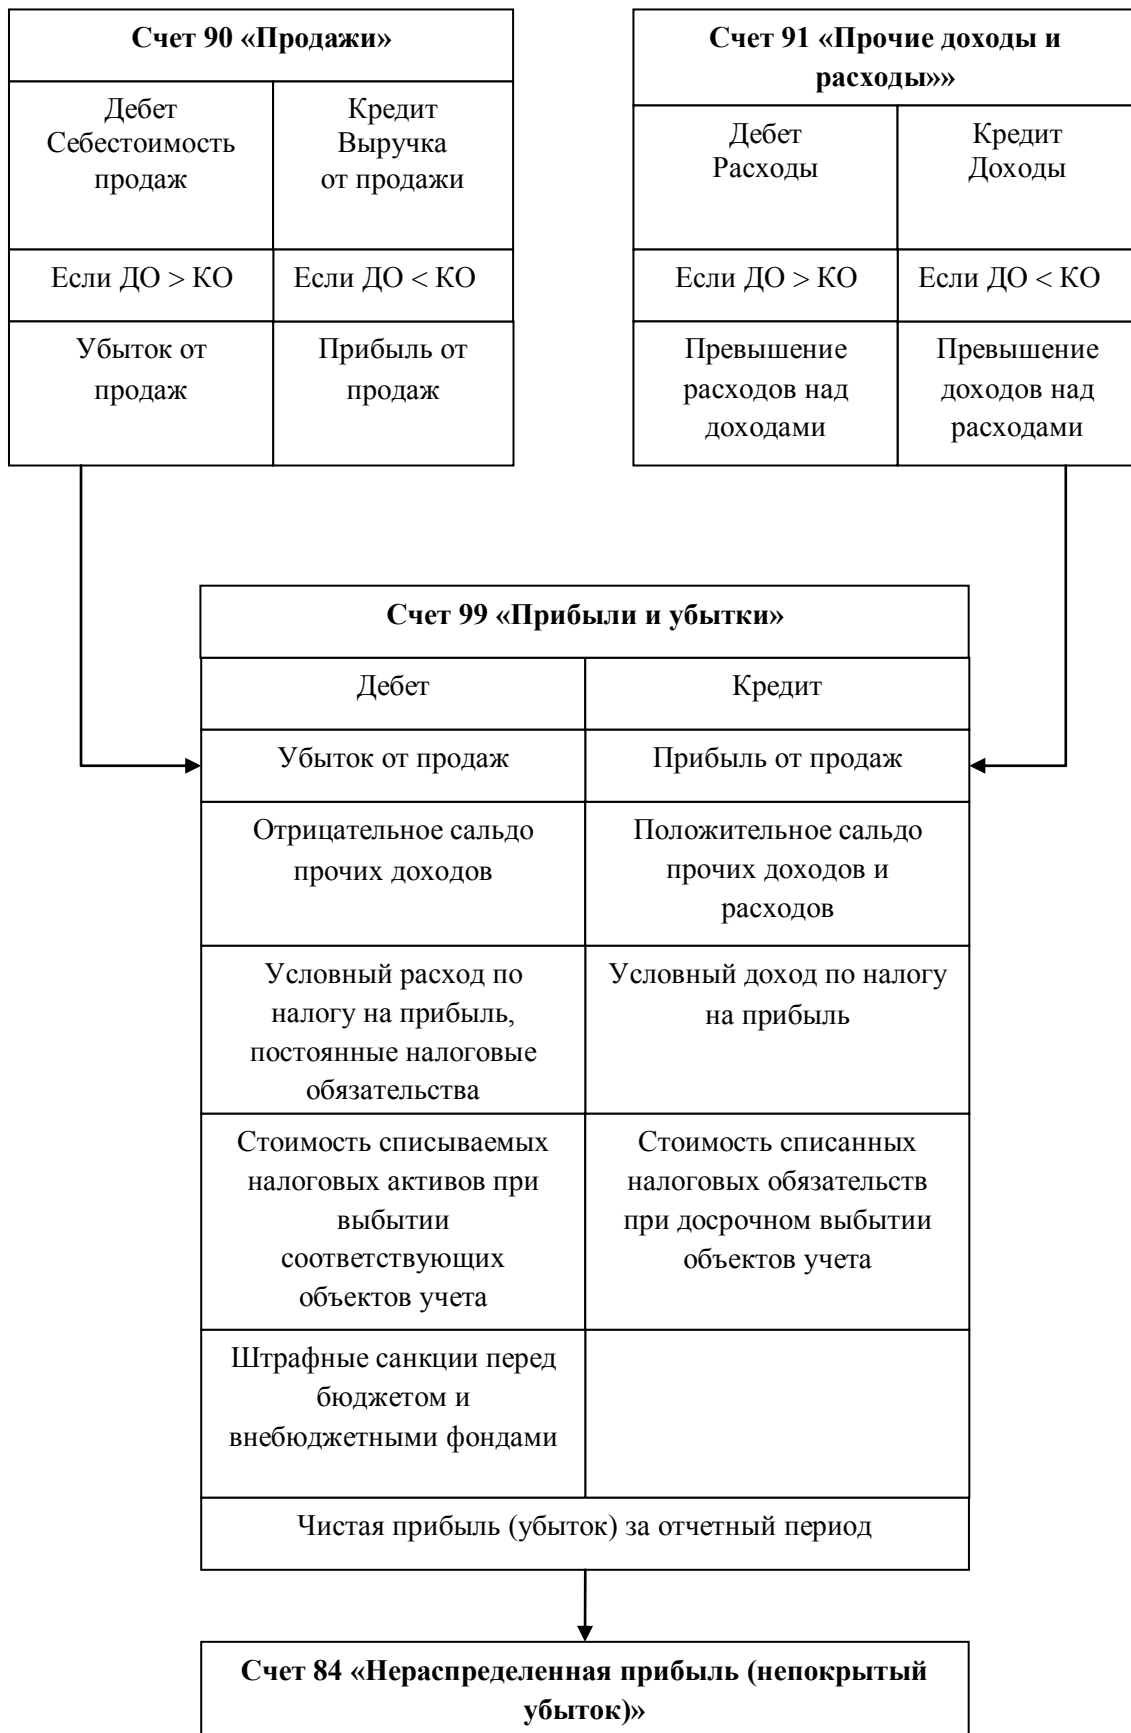 Счет 90 «Продажи»
Дебет
Себестоимость
продаж
Кредит
Выручка
от продажи
Если ДО > КО
Если ДО < КО
Убыток от
продаж
Прибыль от
продаж
Счет 91 «Прочие доходы и
расходы»»
Дебет
Расходы
Кредит
Доходы
Если ДО > КО
Если ДО < КО
Превышение
расходов над
доходами
Превышение
доходов над
расходами
Счет 99 «Прибыли и убытки»
Дебет
Кредит
Убыток от продаж
Прибыль от продаж
Отрицательное сальдо
прочих доходов
Положительное сальдо
прочих доходов и
расходов
Условный расход по
налогу на прибыль,
постоянные налоговые
обязательства
Условный доход по налогу
на прибыль
Стоимость списываемых
налоговых активов при
выбытии
соответствующих
объектов учета
Стоимость списанных
налоговых обязательств
при досрочном выбытии
объектов учета
Штрафные санкции перед
бюджетом и
внебюджетными фондами
Чистая прибыль (убыток) за отчетный период
Счет 84 «Нераспределенная прибыль (непокрытый
убыток)»